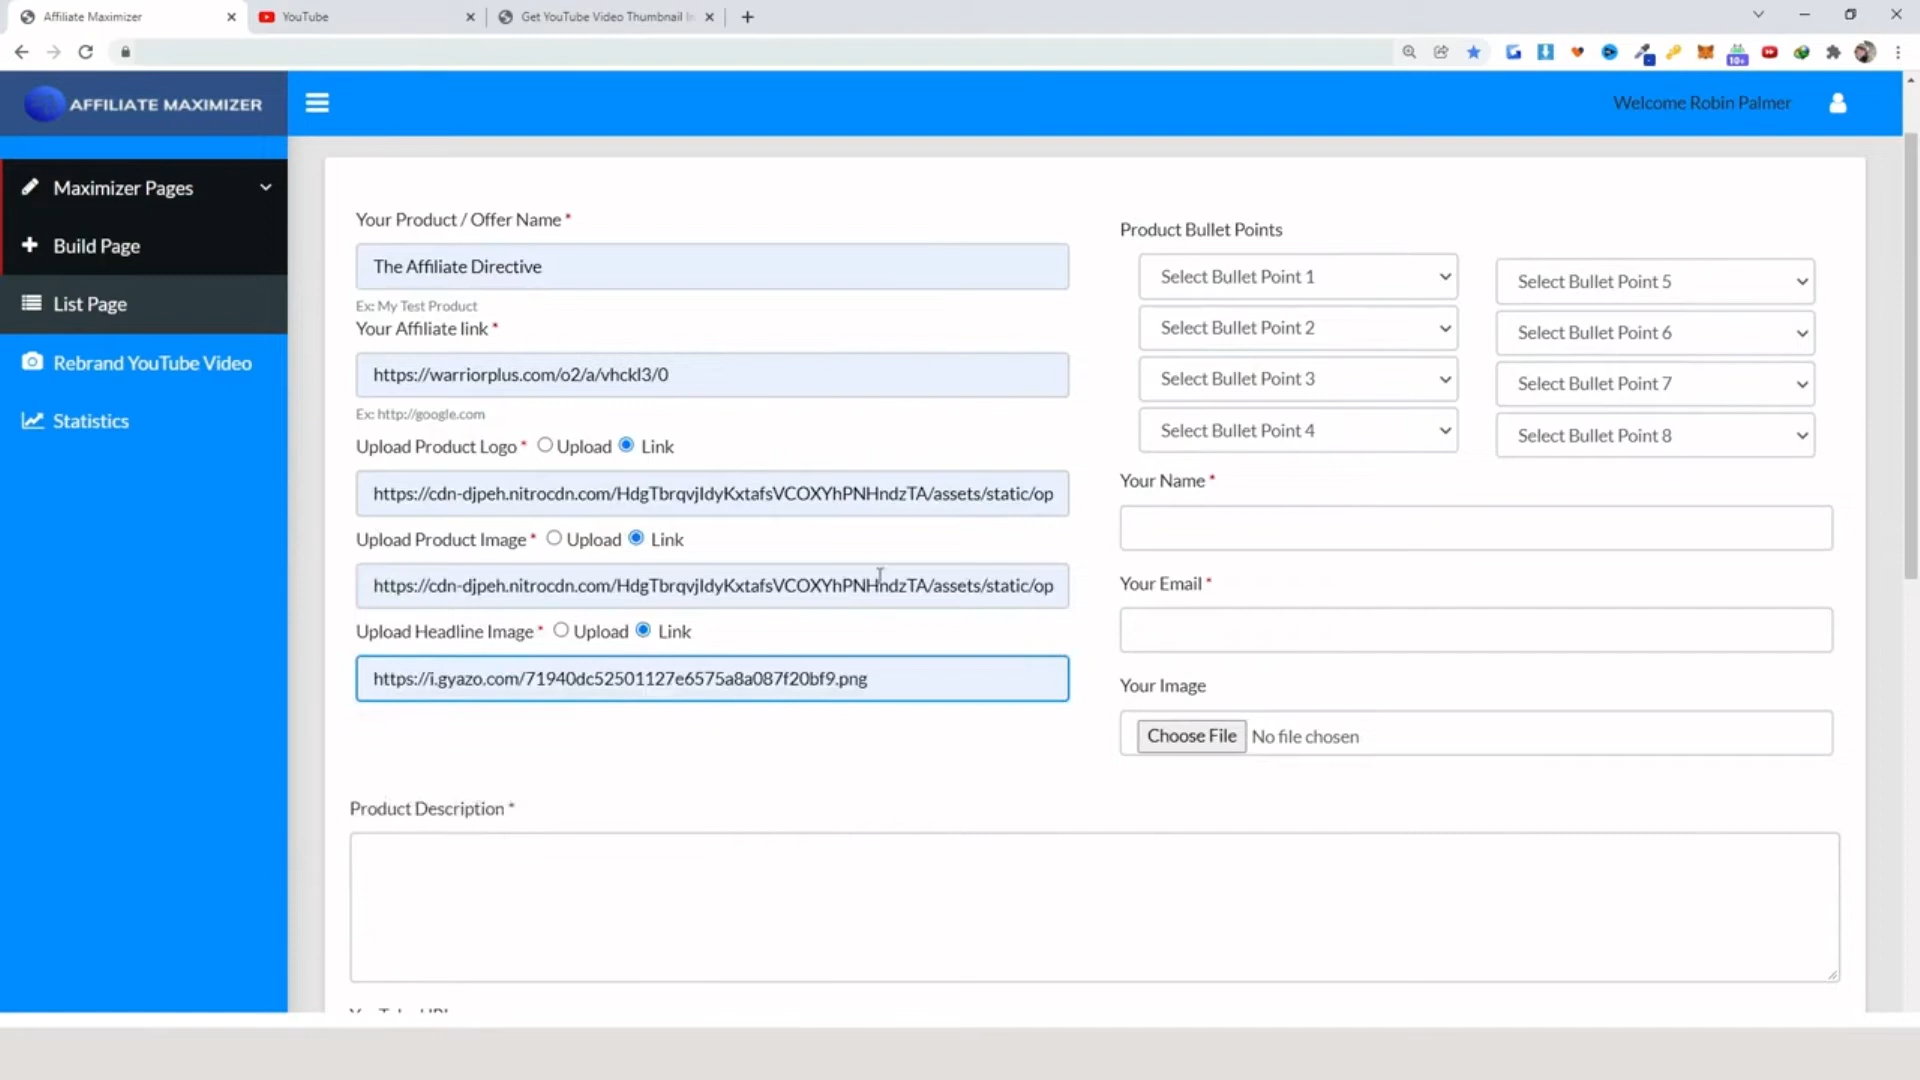 Affiliate Maximizer
YouTube
Get YouTube Video Thumbnail
AFFILIATE MAXIMIZER
Welcome Robin Palmer
Maximizer Pages
Build Page
List Page
Rebrand YouTube Video
Statistics
Your Product / Offer Name *
The Affiliate Directive
Ex: My Test Product
Your Affiliate link *
https://warriorplus.com/o2/a/vhckl3/0
Ex: http://google.com
Upload Product Logo * Upload Link
https://cdn-djpeh.nitrocdn.com/HdgTbrqvjIdyKxtafsVCOXYhPNHndzTA/assets/static/op
Upload Product Image * Upload Link
https://cdn-djpeh.nitrocdn.com/HdgTbrqvjIdyKxtafsVCOXYhPNHndzTA/assets/static/op
Upload Headline Image * Upload Link
https://i.gyazo.com/71940dc52501127e6575a8a087f20bf9.png
Product Bullet Points
Select Bullet Point 1
Select Bullet Point 2
Select Bullet Point 3
Select Bullet Point 4
Select Bullet Point 5
Select Bullet Point 6
Select Bullet Point 7
Select Bullet Point 8
Your Name *
Your Email *
Your Image
Choose File No file chosen
Product Description *
10+